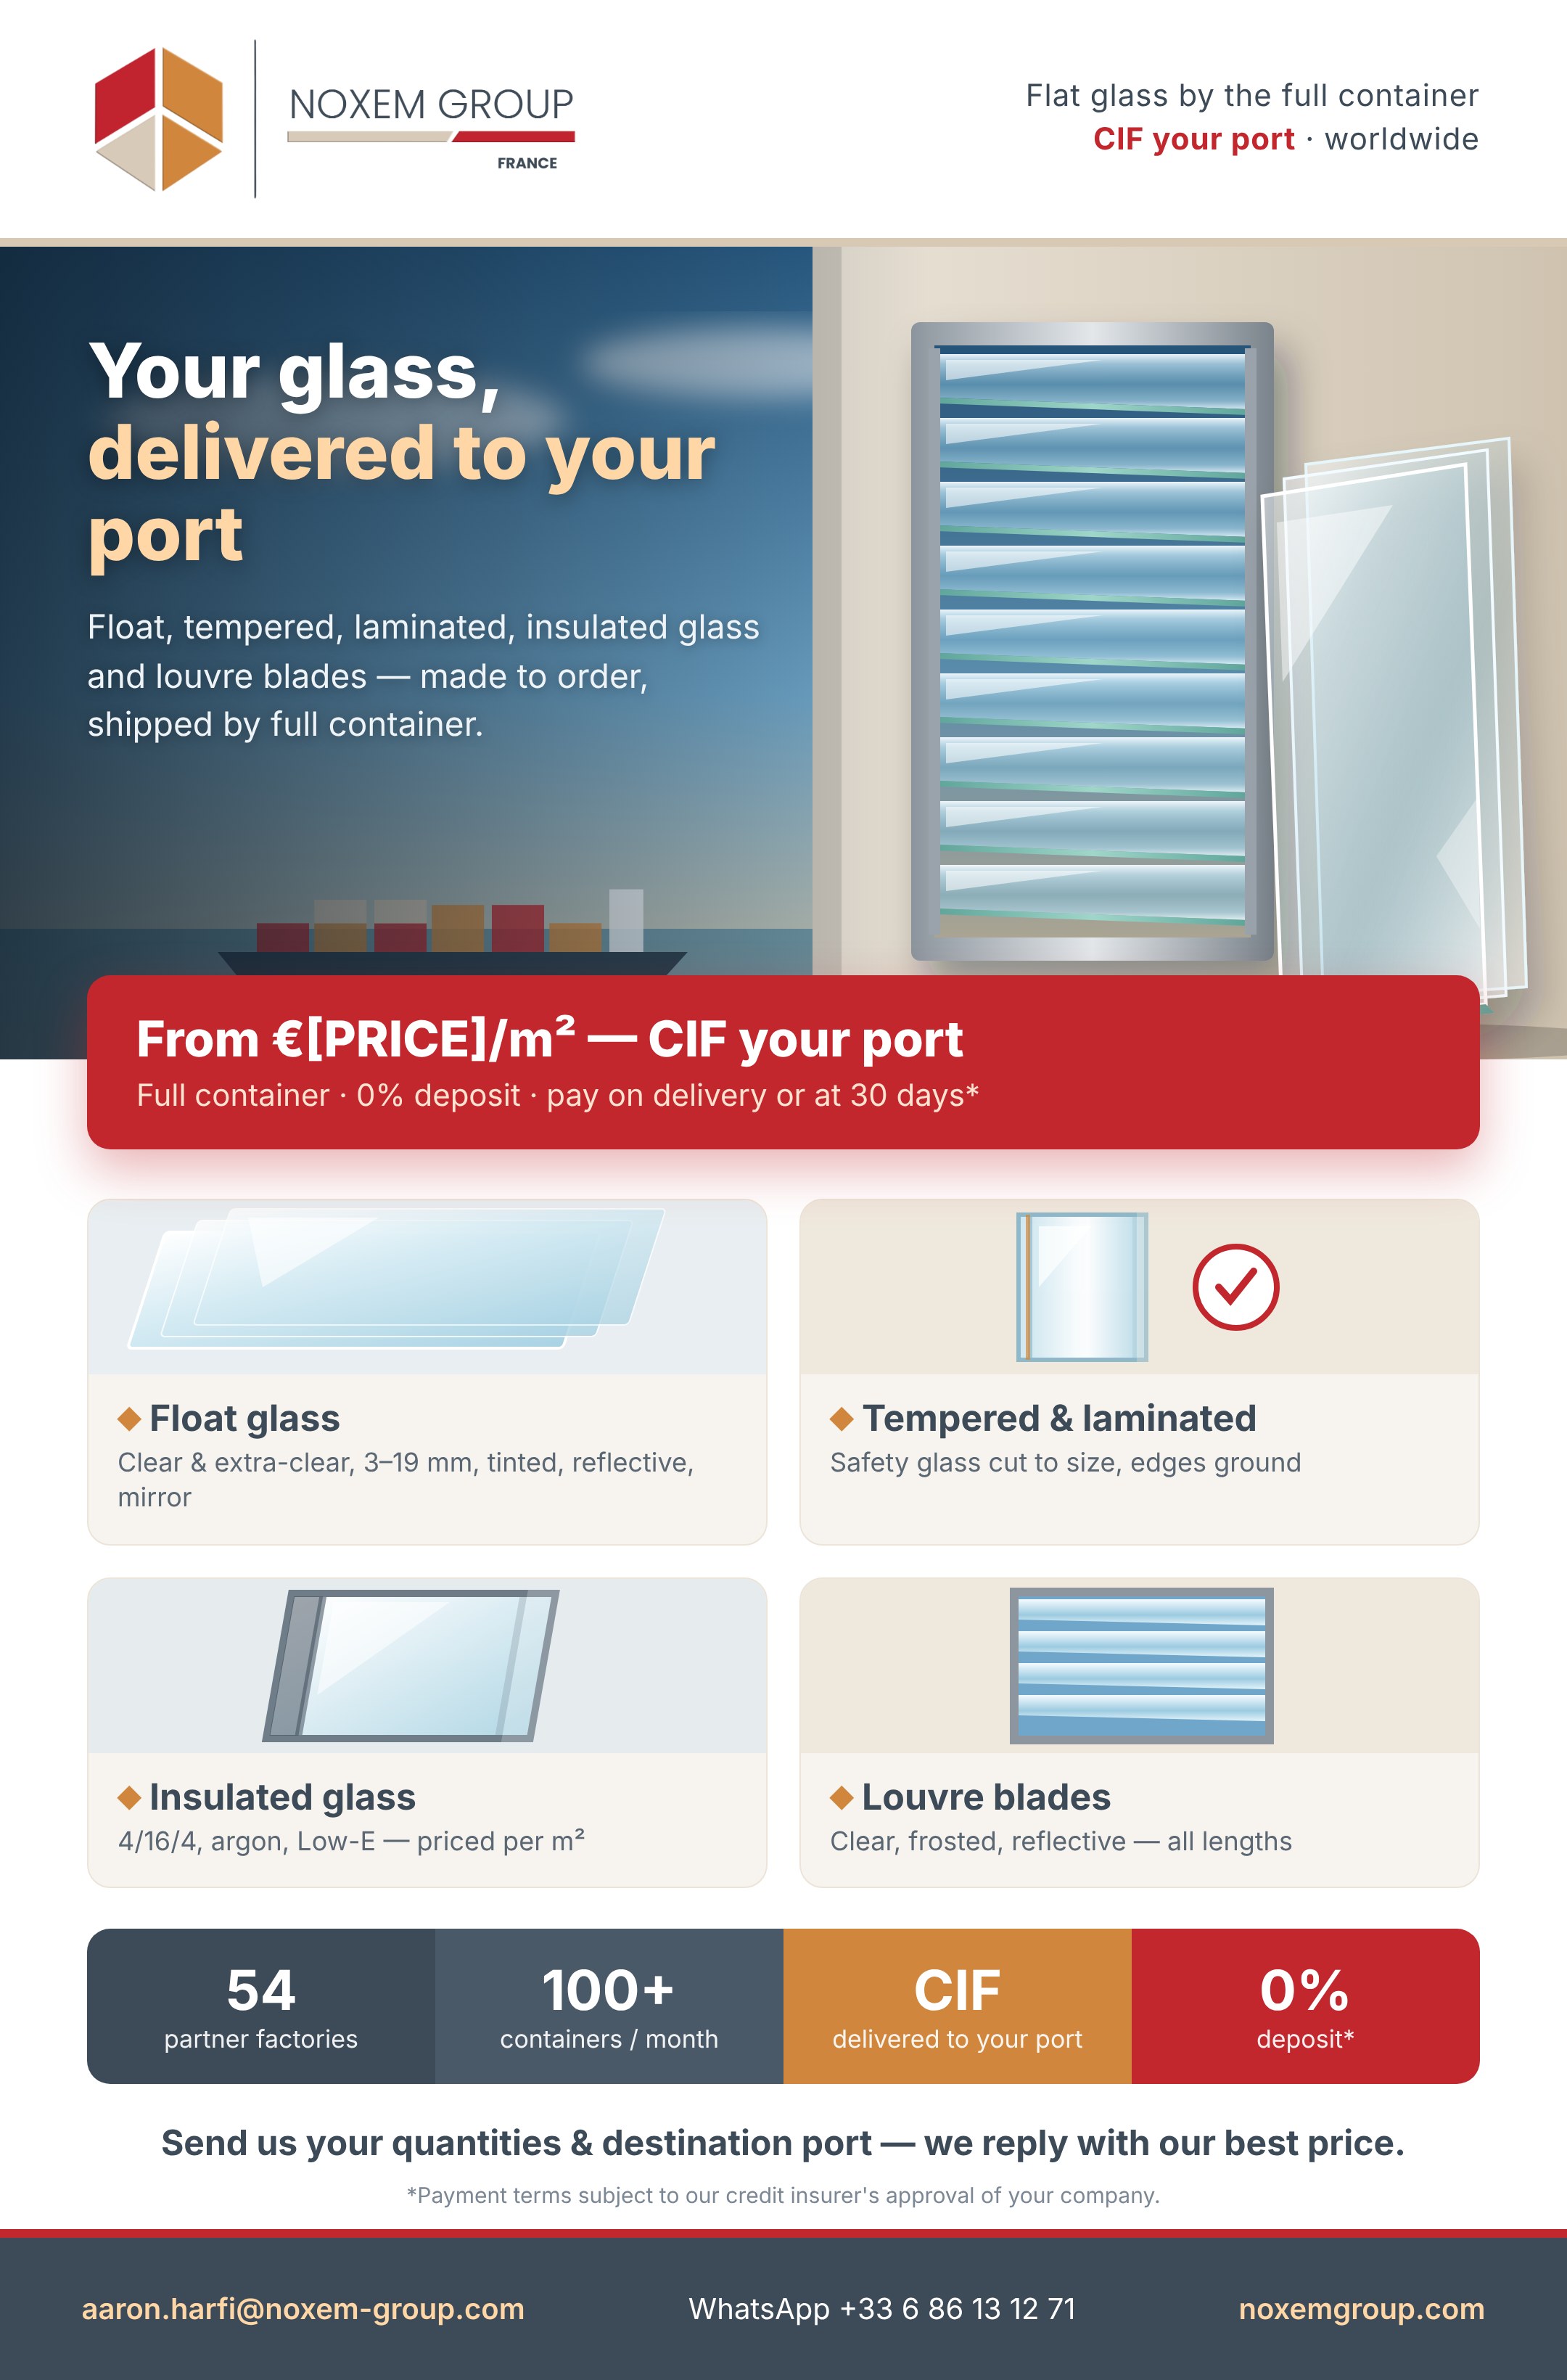 NOXEM GROUP
FRANCE
Flat glass by the full container
CIF your port · worldwide
Your glass,
delivered to your
port
Float, tempered, laminated, insulated glass
and louvre blades — made to order,
shipped by full container.
From €[PRICE]/m² — CIF your port
Full container · 0% deposit · pay on delivery or at 30 days*
Float glass
Clear & extra-clear, 3–19 mm, tinted, reflective,
mirror
Tempered & laminated
Safety glass cut to size, edges ground
Insulated glass
4/16/4, argon, Low-E — priced per m²
Louvre blades
Clear, frosted, reflective — all lengths
54
partner factories
100+
containers / month
CIF
delivered to your port
0%
deposit*
Send us your quantities & destination port — we reply with our best price.
*Payment terms subject to our credit insurer's approval of your company.
aaron.harfi@noxem-group.com
WhatsApp +33 6 86 13 12 71
noxemgroup.com